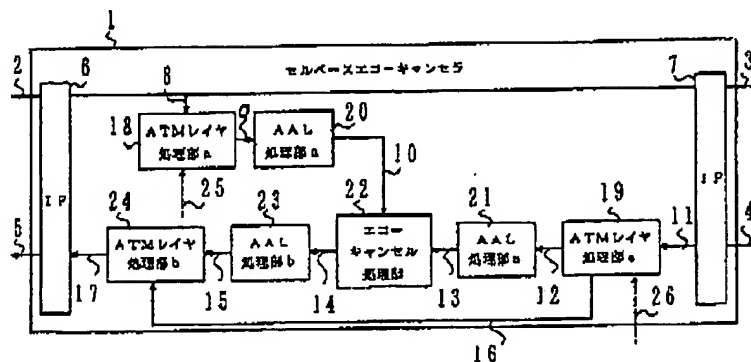 1
2
6
セルベースエコーキャンセラ
7
3
8
18
ATMレイヤ
処理部a
9
20
AAL
処理部a
10
IF
IF
25
24
23
22
21
19
5
4
ATMレイヤ
処理部b
AAL
処理部b
エコー
キャンセル
処理部
AAL
処理部a
ATMレイヤ
処理部a
11
17
15
14
13
12
26
16